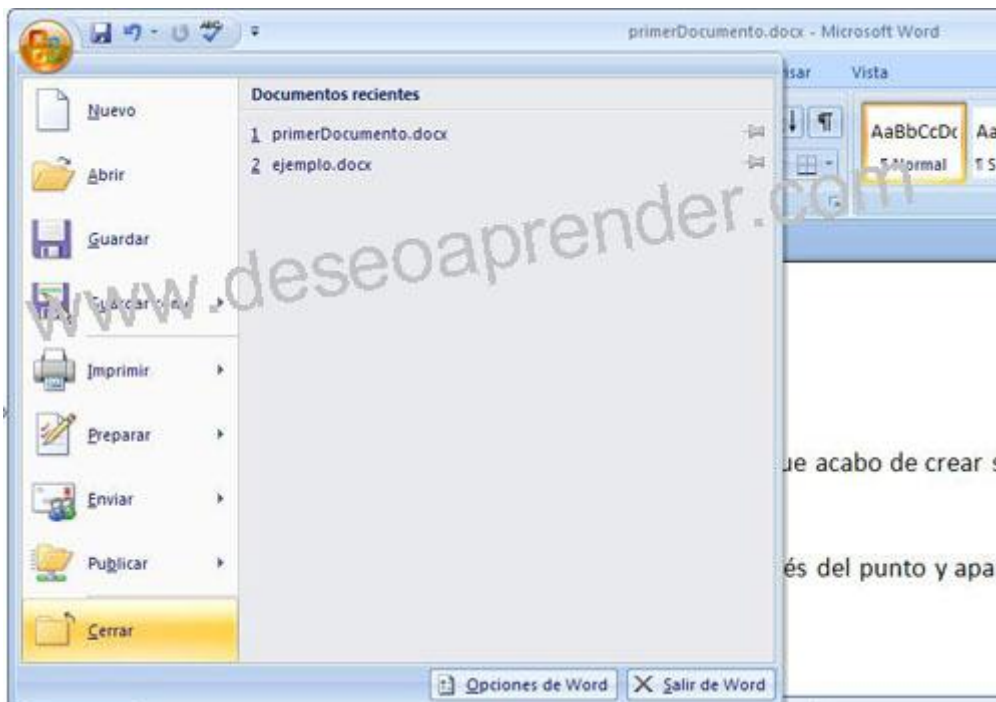 primerDocumento.docx - Microsoft Word
isar Vista
Nuevo
Abrir
Guardar
Guardar como
Imprimir
Preparar
Enviar
Publicar
Cerrar
Documentos recientes
1 primerDocumento.docx
2 ejemplo.docx
AaBbCcDc Aa
¶ Normal ¶ S
www.deseoaprender.com
ue acabo de crear s
és del punto y apa
Opciones de Word Salir de Word